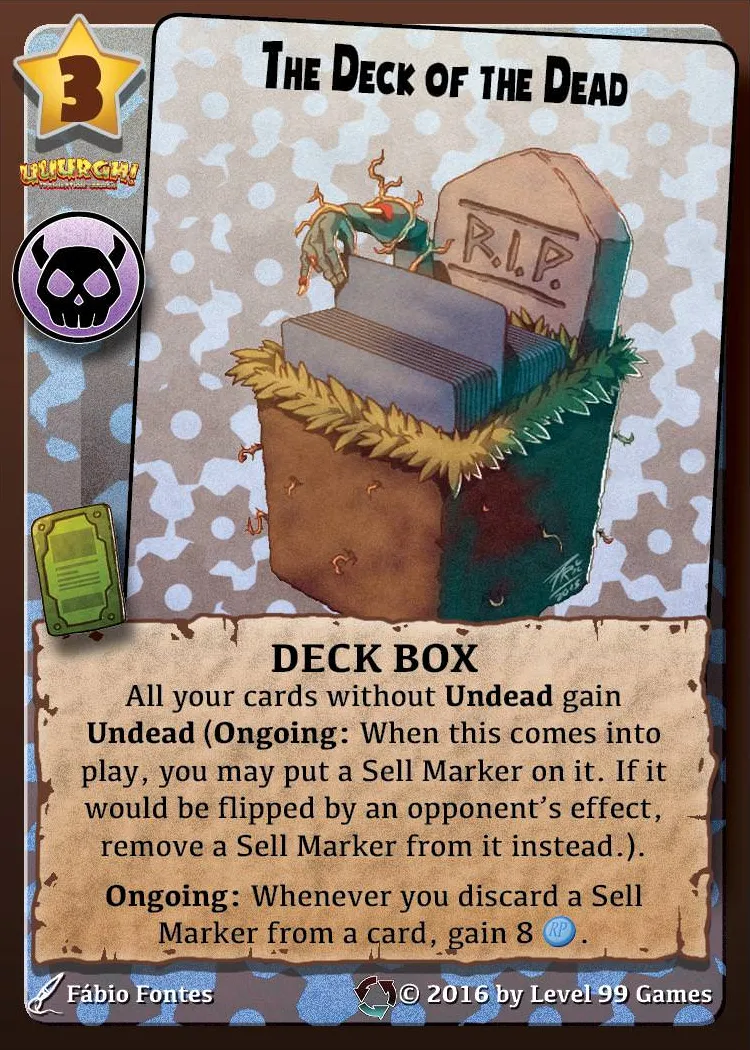 3
THE DECK OF THE DEAD
UUURGH!
R.I.P.
2015
DECK BOX
All your cards without Undead gain
Undead (Ongoing: When this comes into
play, you may put a Sell Marker on it. If it
would be flipped by an opponent's effect,
remove a Sell Marker from it instead.).
Ongoing: Whenever you discard a Sell
Marker from a card, gain 8 RP.
Fábio Fontes
© 2016 by Level 99 Games